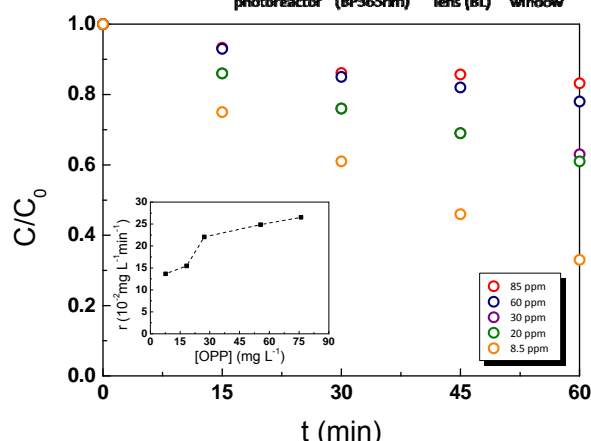 photoreactor (BP365nm) lens (BL) window
1.0
0.8
0.6
0.4
0.2
0.0
C/C0
0 15 30 45 60
t (min)
30
25
20
15
10
5
0
r (10-2mg L-1min-1)
0 15 30 45 60 75 90
[OPP] (mg L-1)
85 ppm
60 ppm
30 ppm
20 ppm
8.5 ppm